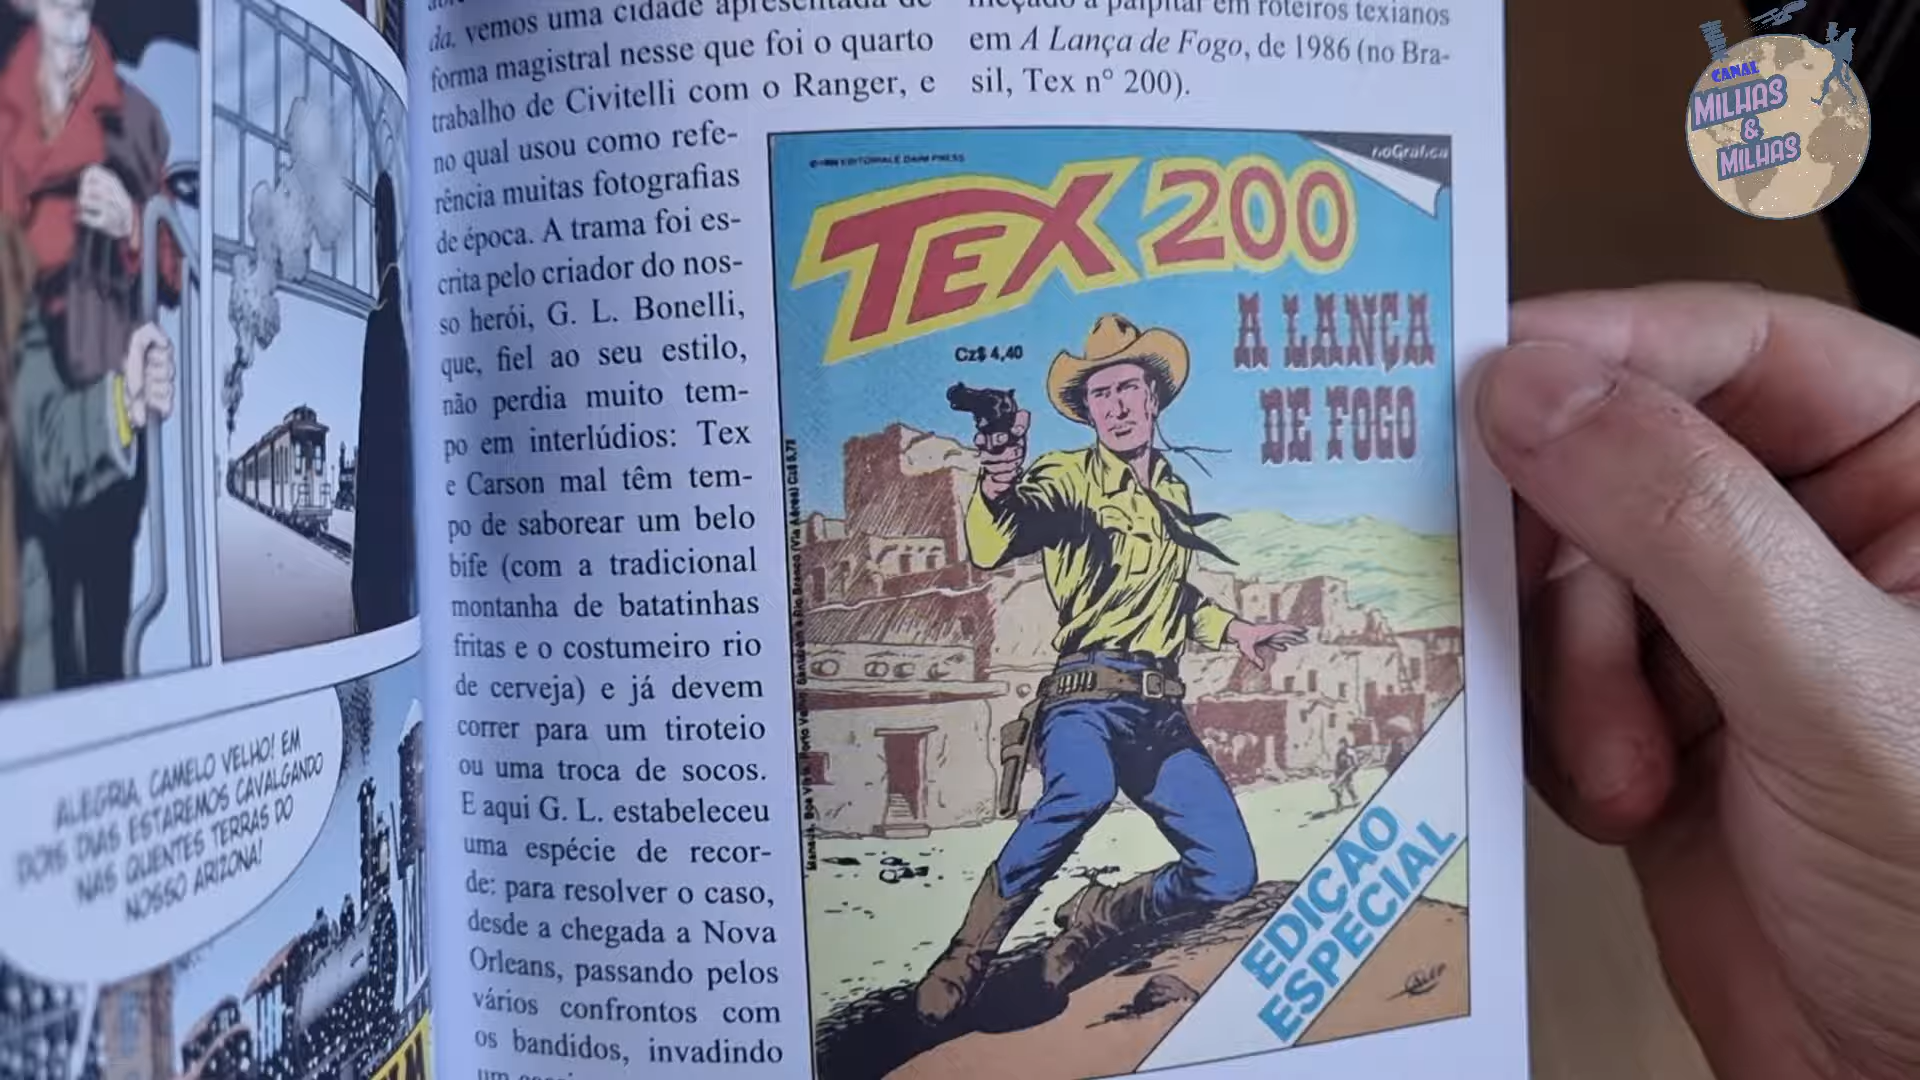 ALEGRIA, CAMELO VELHO! EM
DOIS DIAS ESTAREMOS CAVALGANDO
NAS QUENTES TERRAS DO
NOSSO ARIZONA!
da, vemos uma cidade apresentada de
forma magistral nesse que foi o quarto
trabalho de Civitelli com o Ranger, e
no qual usou como refe-
rência muitas fotografias
de época. A trama foi es-
crita pelo criador do nos-
so herói, G. L. Bonelli,
que, fiel ao seu estilo,
não perdia muito tem-
po em interlúdios: Tex
e Carson mal têm tem-
po de saborear um belo
bife (com a tradicional
montanha de batatinhas
fritas e o costumeiro rio
de cerveja) e já devem
correr para um tiroteio
ou uma troca de socos.
E aqui G. L. estabeleceu
uma espécie de recor-
de: para resolver o caso,
desde a chegada a Nova
Orleans, passando pelos
vários confrontos com
os bandidos, invadindo
meçado a palpitar em roteiros texianos
em A Lança de Fogo, de 1986 (no Bra-
sil, Tex nº 200).
TEX 200
A LANÇA
DE FOGO
Cz$ 4,40
EDIÇÃO
ESPECIAL
CANAL
MILHAS
&
MILHAS